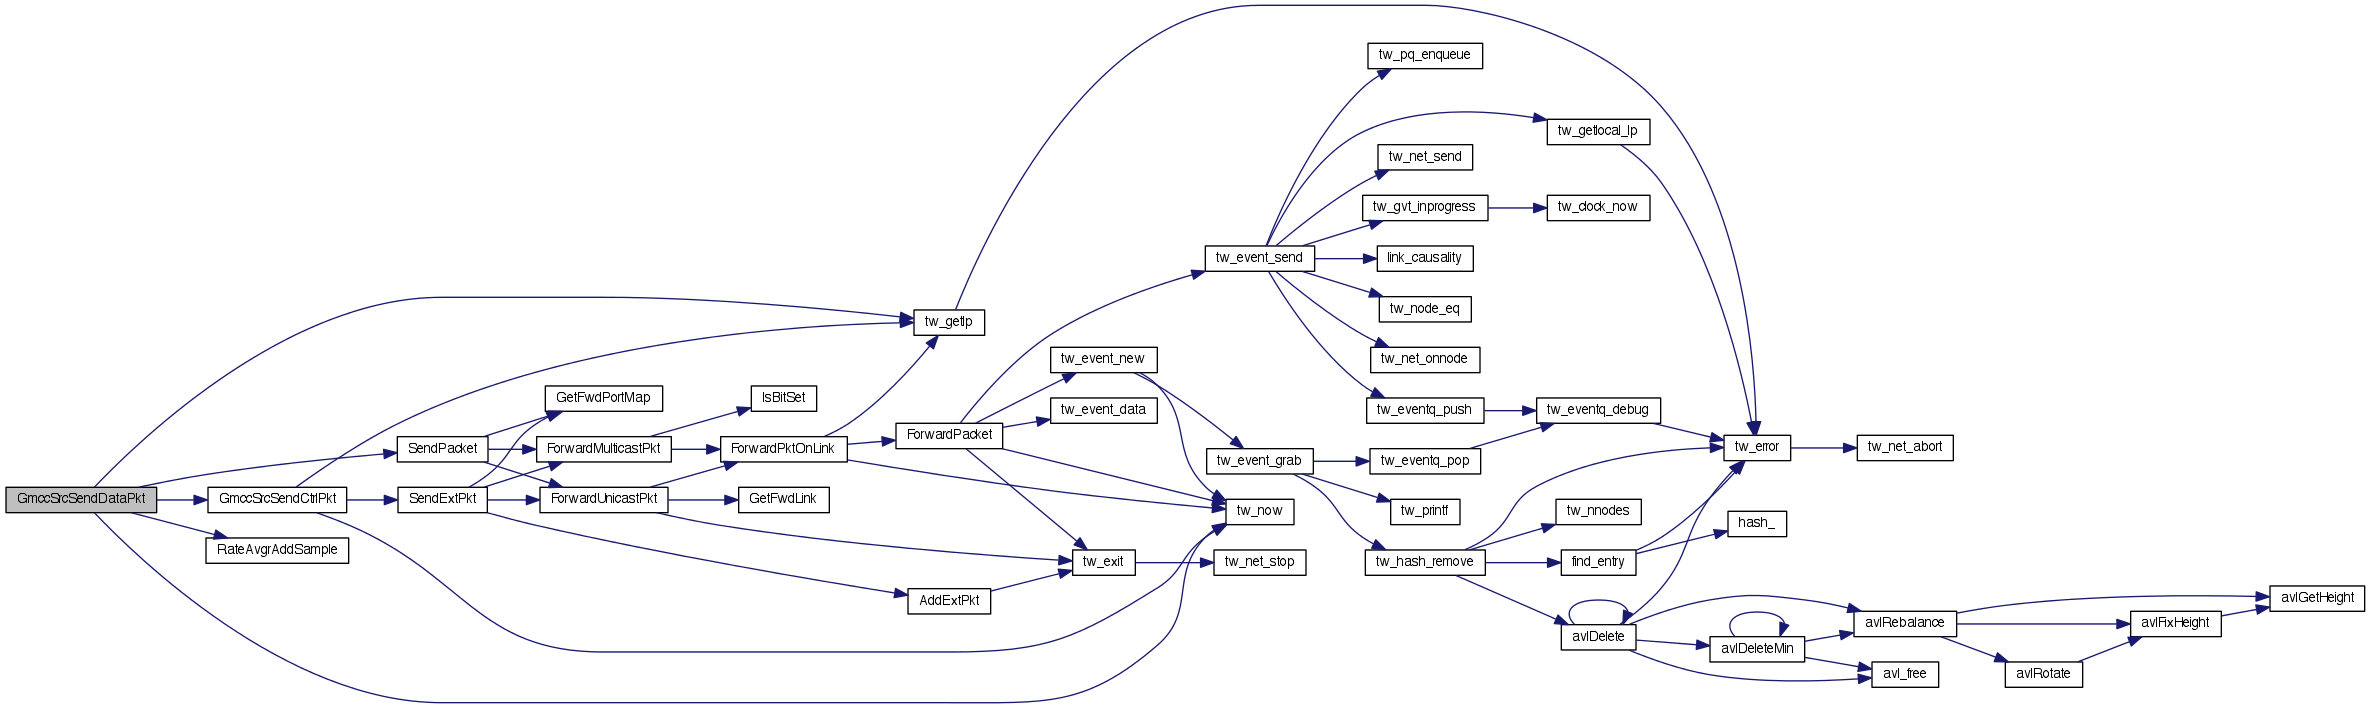 GmccSrcSendDataPkt
SendPacket
GmccSrcSendCtrlPkt
RateAvgrAddSample
SendExtPkt
GetFwdPortMap
ForwardMulticastPkt
ForwardUnicastPkt
IsBitSet
ForwardPktOnLink
GetFwdLink
tw_getlp
ForwardPacket
AddExtPkt
tw_event_new
tw_event_data
tw_exit
tw_event_send
tw_event_grab
tw_now
tw_net_stop
tw_pq_enqueue
tw_net_send
tw_gvt_inprogress
link_causality
tw_node_eq
tw_net_onnode
tw_eventq_push
tw_eventq_pop
tw_printf
tw_hash_remove
tw_getlocal_lp
tw_clock_now
tw_eventq_debug
tw_nnodes
find_entry
avlDelete
tw_error
hash_
avlDeleteMin
tw_net_abort
avlRebalance
avl_free
avlRotate
avlFixHeight
avlGetHeight